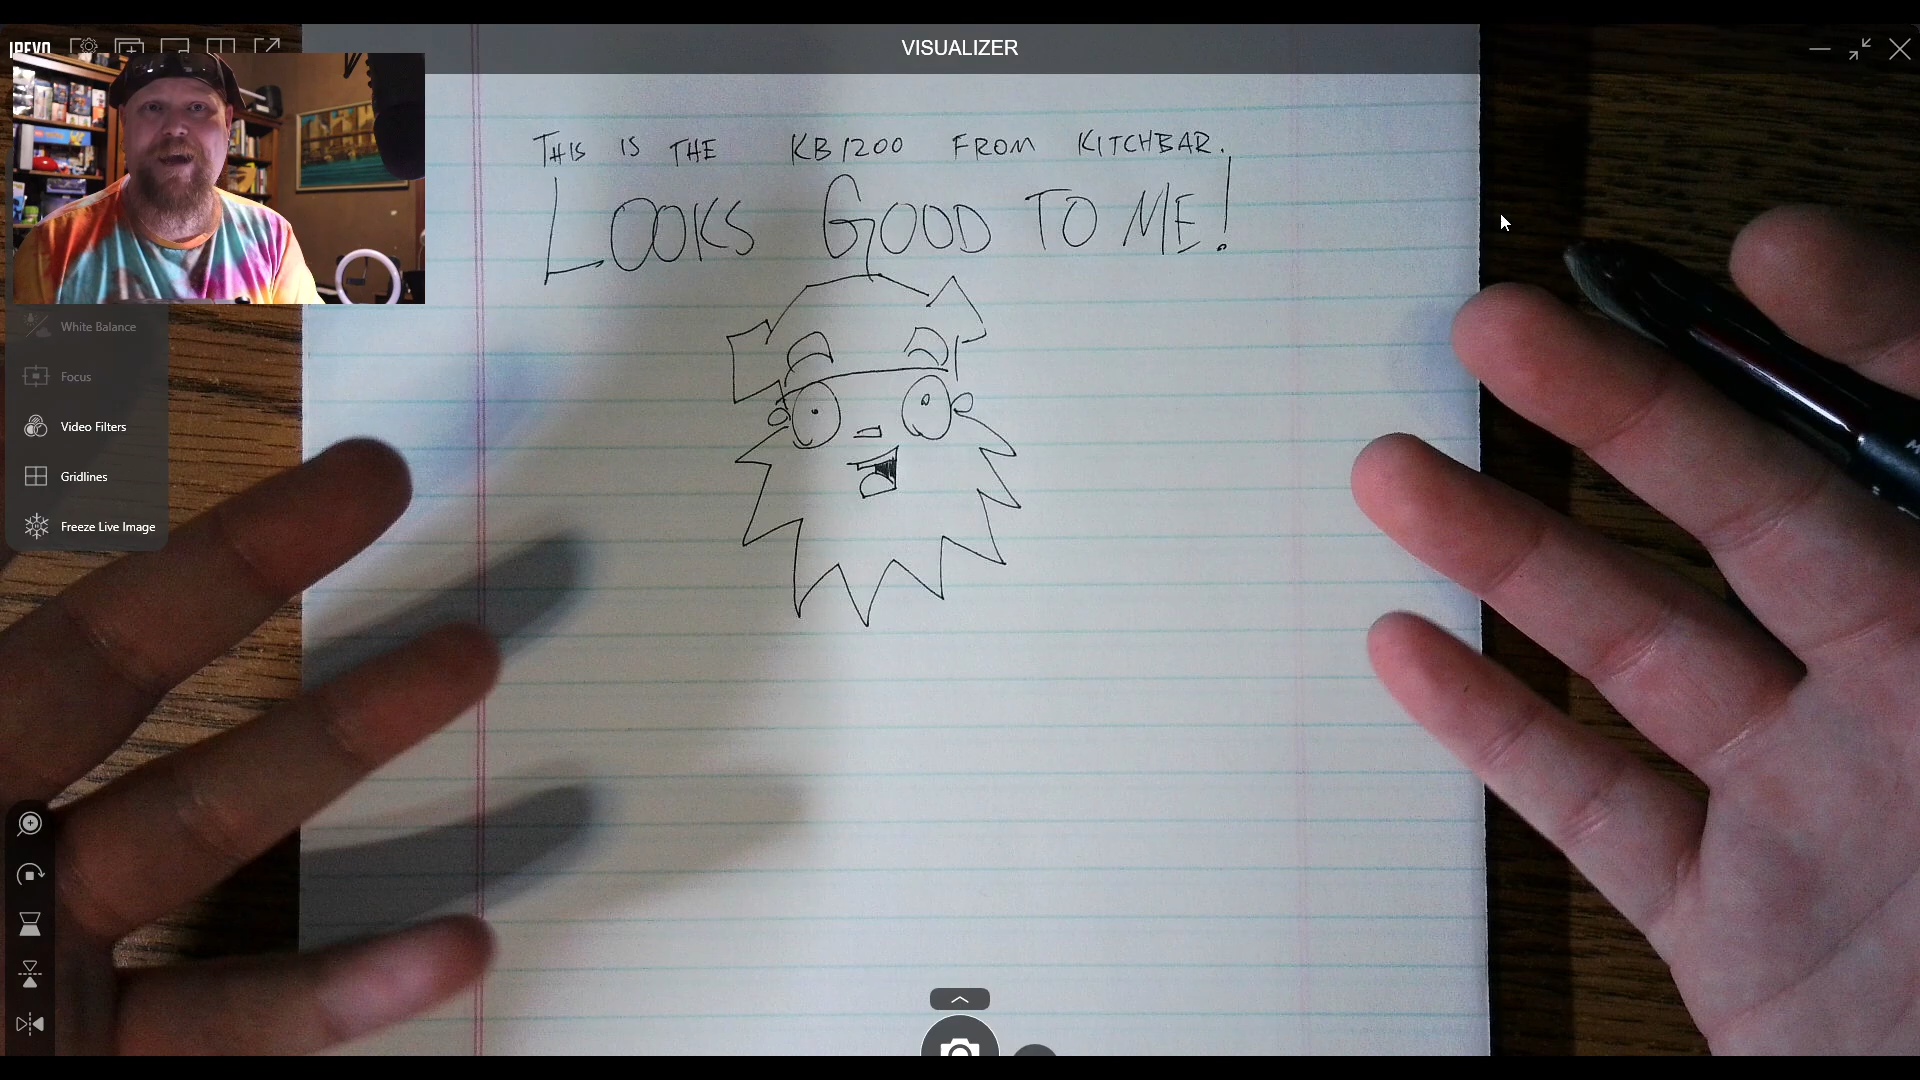 VISUALIZER
THIS IS THE KB1200 FROM KITCHBAR.
LOOKS GOOD TO ME!
White Balance
Focus
Video Filters
Gridlines
Freeze Live Image